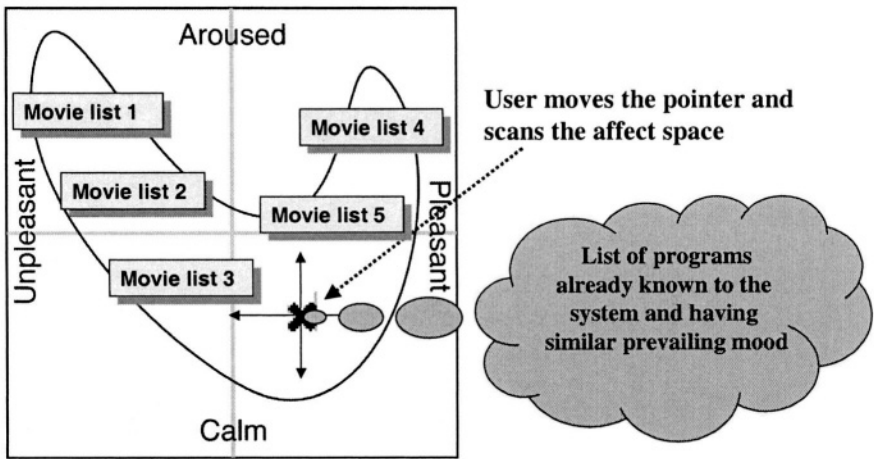 Aroused
Movie list 1
Movie list 4
Movie list 2
Movie list 5
Movie list 3
Unpleasant
Pleasant
Calm
User moves the pointer and
scans the affect space
List of programs
already known to the
system and having
similar prevailing mood